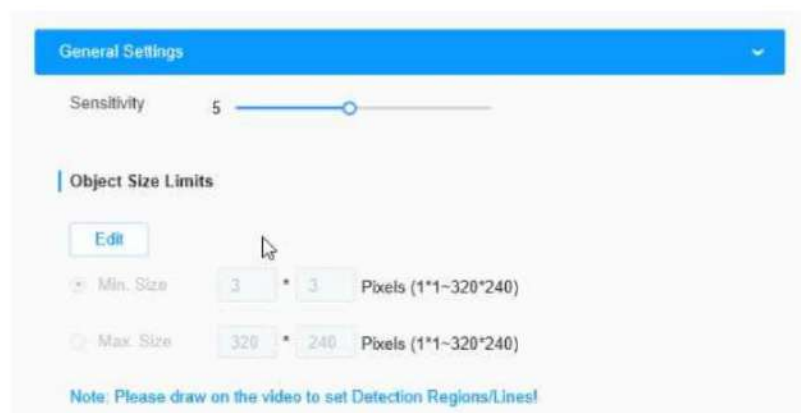 General Settings
Sensitivity 5
Object Size Limits
Edit
Min. Size 3 * 3 Pixels (1*1~320*240)
Max. Size 320 * 240 Pixels (1*1~320*240)
Note: Please draw on the video to set Detection Regions/Lines!